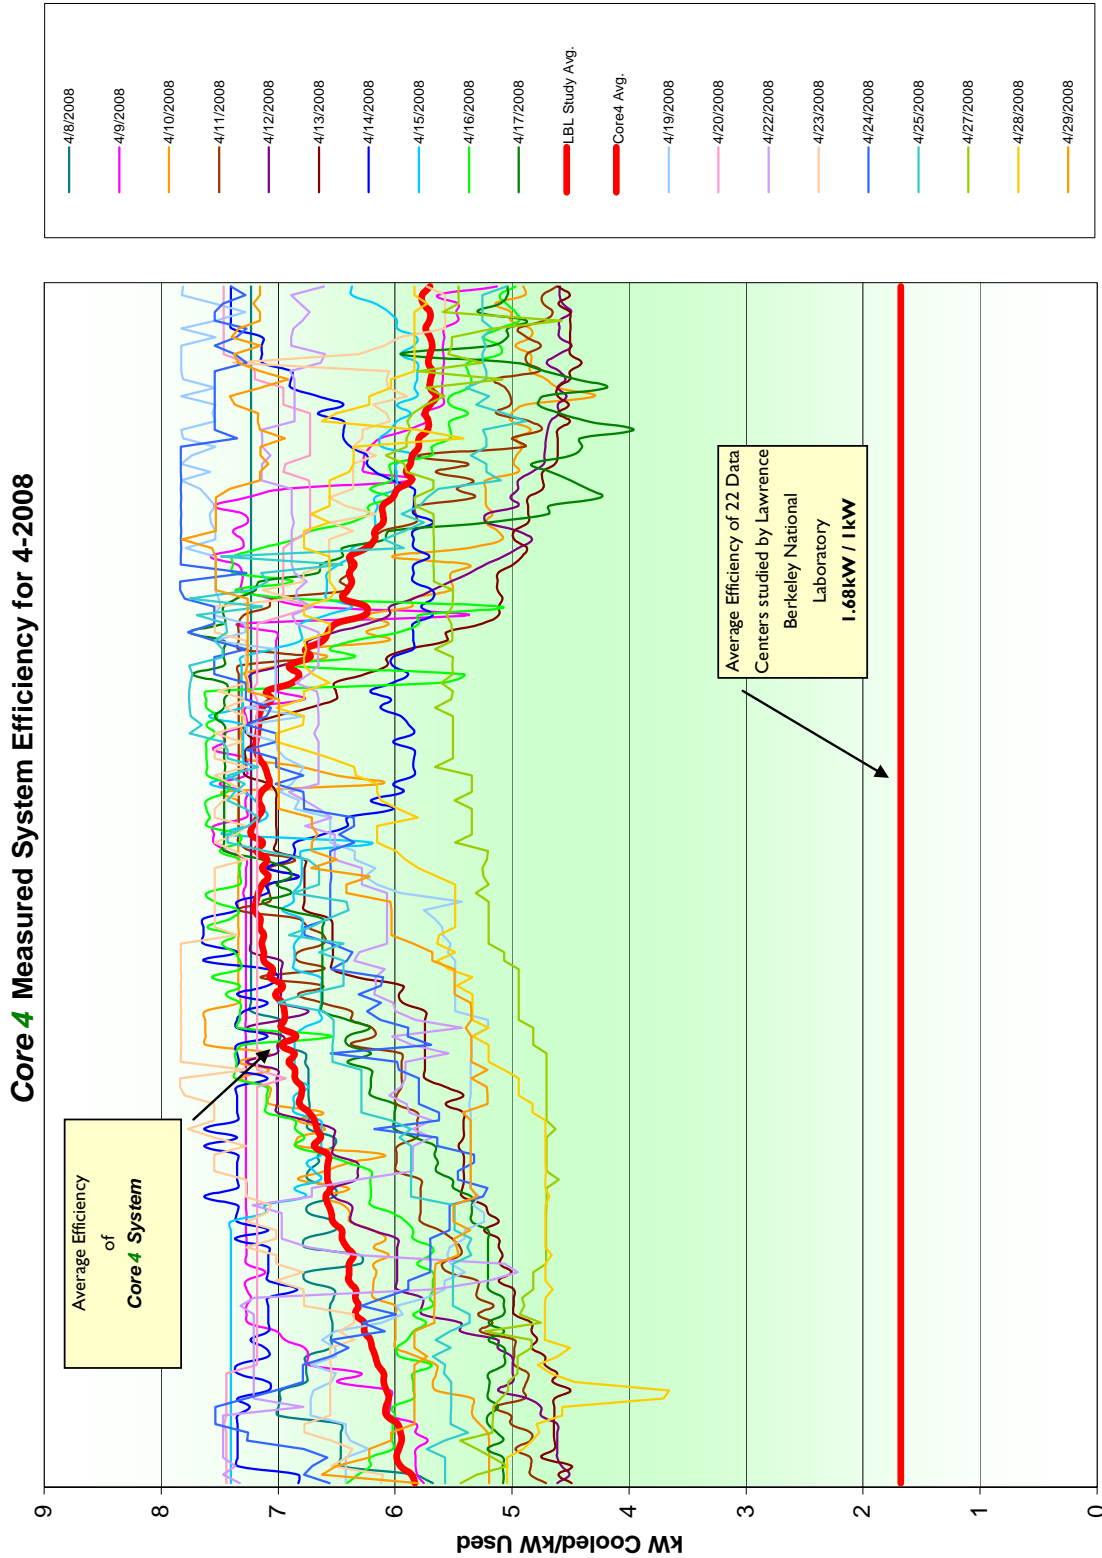 Core 4 Measured System Efficiency for 4-2008
kW Cooled/kW Used
9
8
7
6
5
4
3
2
1
0
Average Efficiency
of
Core 4 System
Average Efficiency of 22 Data
Centers studied by Lawrence
Berkeley National
Laboratory
1.68kW / 1kW
4/8/2008
4/9/2008
4/10/2008
4/11/2008
4/12/2008
4/13/2008
4/14/2008
4/15/2008
4/16/2008
4/17/2008
LBL Study Avg.
Core4 Avg.
4/19/2008
4/20/2008
4/22/2008
4/23/2008
4/24/2008
4/25/2008
4/27/2008
4/28/2008
4/29/2008